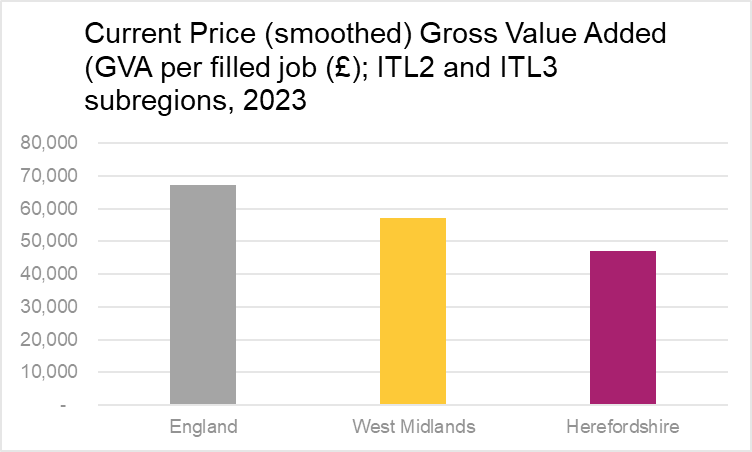 Current Price (smoothed) Gross Value Added
(GVA per filled job (£); ITL2 and ITL3
subregions, 2023
80,000
70,000
60,000
50,000
40,000
30,000
20,000
10,000
-
England West Midlands Herefordshire